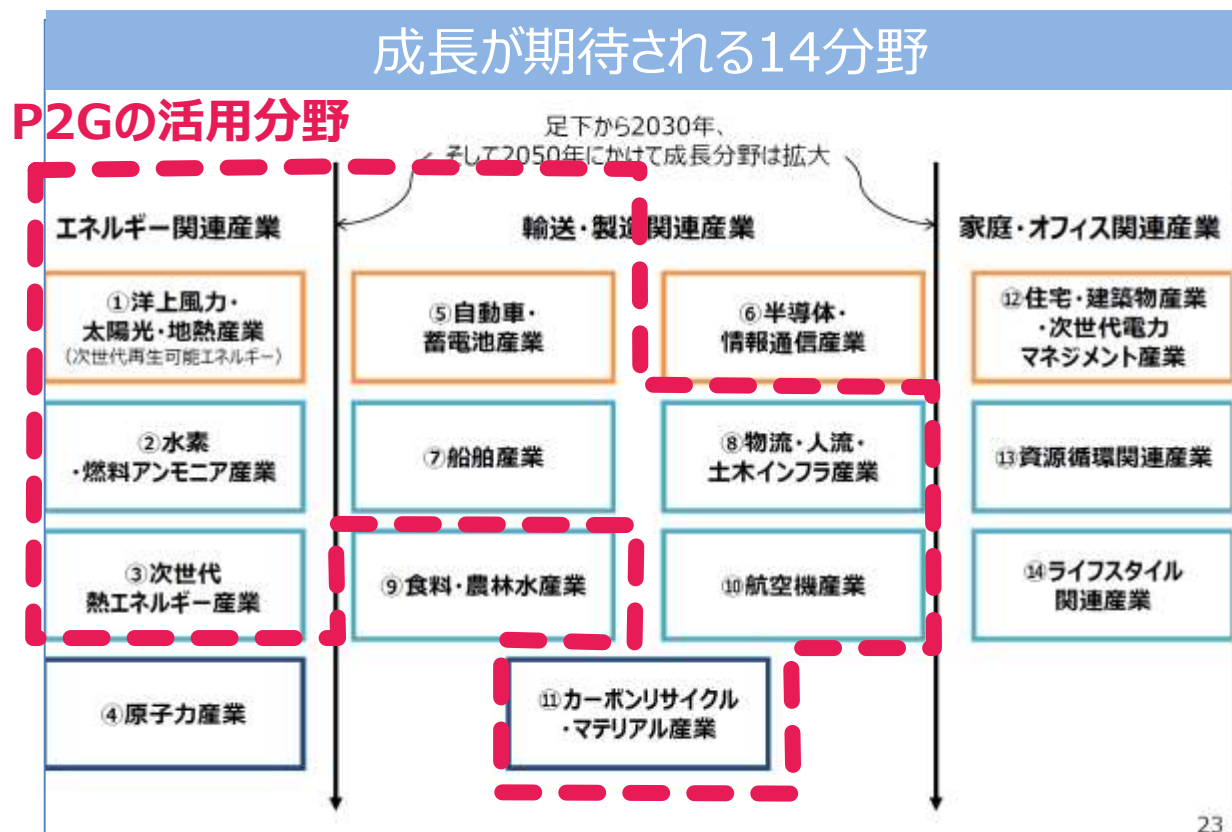 成長が期待される14分野
P2Gの活用分野
足下から2030年、
そして2050年にかけて成長分野は拡大
エネルギー関連産業
①洋上風力・
太陽光・地熱産業
(次世代再生可能エネルギー)
②水素
・燃料アンモニア産業
③次世代
熱エネルギー産業
④原子力産業
輸送・製造関連産業
⑤自動車・
蓄電池産業
⑥半導体・
情報通信産業
⑦船舶産業
⑧物流・人流・
土木インフラ産業
⑨食料・農林水産業
⑩航空機産業
⑪カーボンリサイクル
・マテリアル産業
家庭・オフィス関連産業
⑫住宅・建築物産業
・次世代電力
マネジメント産業
⑬資源循環関連産業
⑭ライフスタイル
関連産業
23